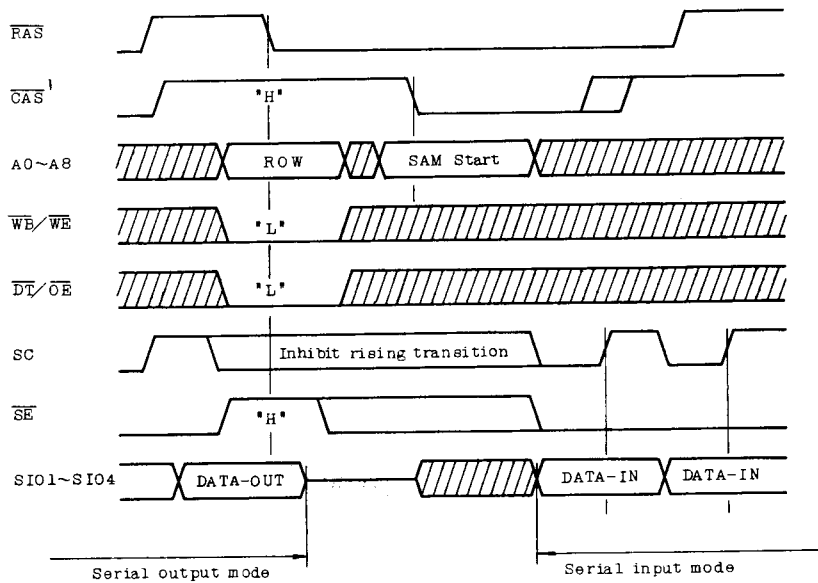 RAS
CAS "H"
A0~A8 ROW SAM Start
WB/WE "L"
DT/OE "L"
SC Inhibit rising transition
SE "H"
SIO1~SIO4 DATA-OUT DATA-IN DATA-IN
Serial output mode Serial input mode